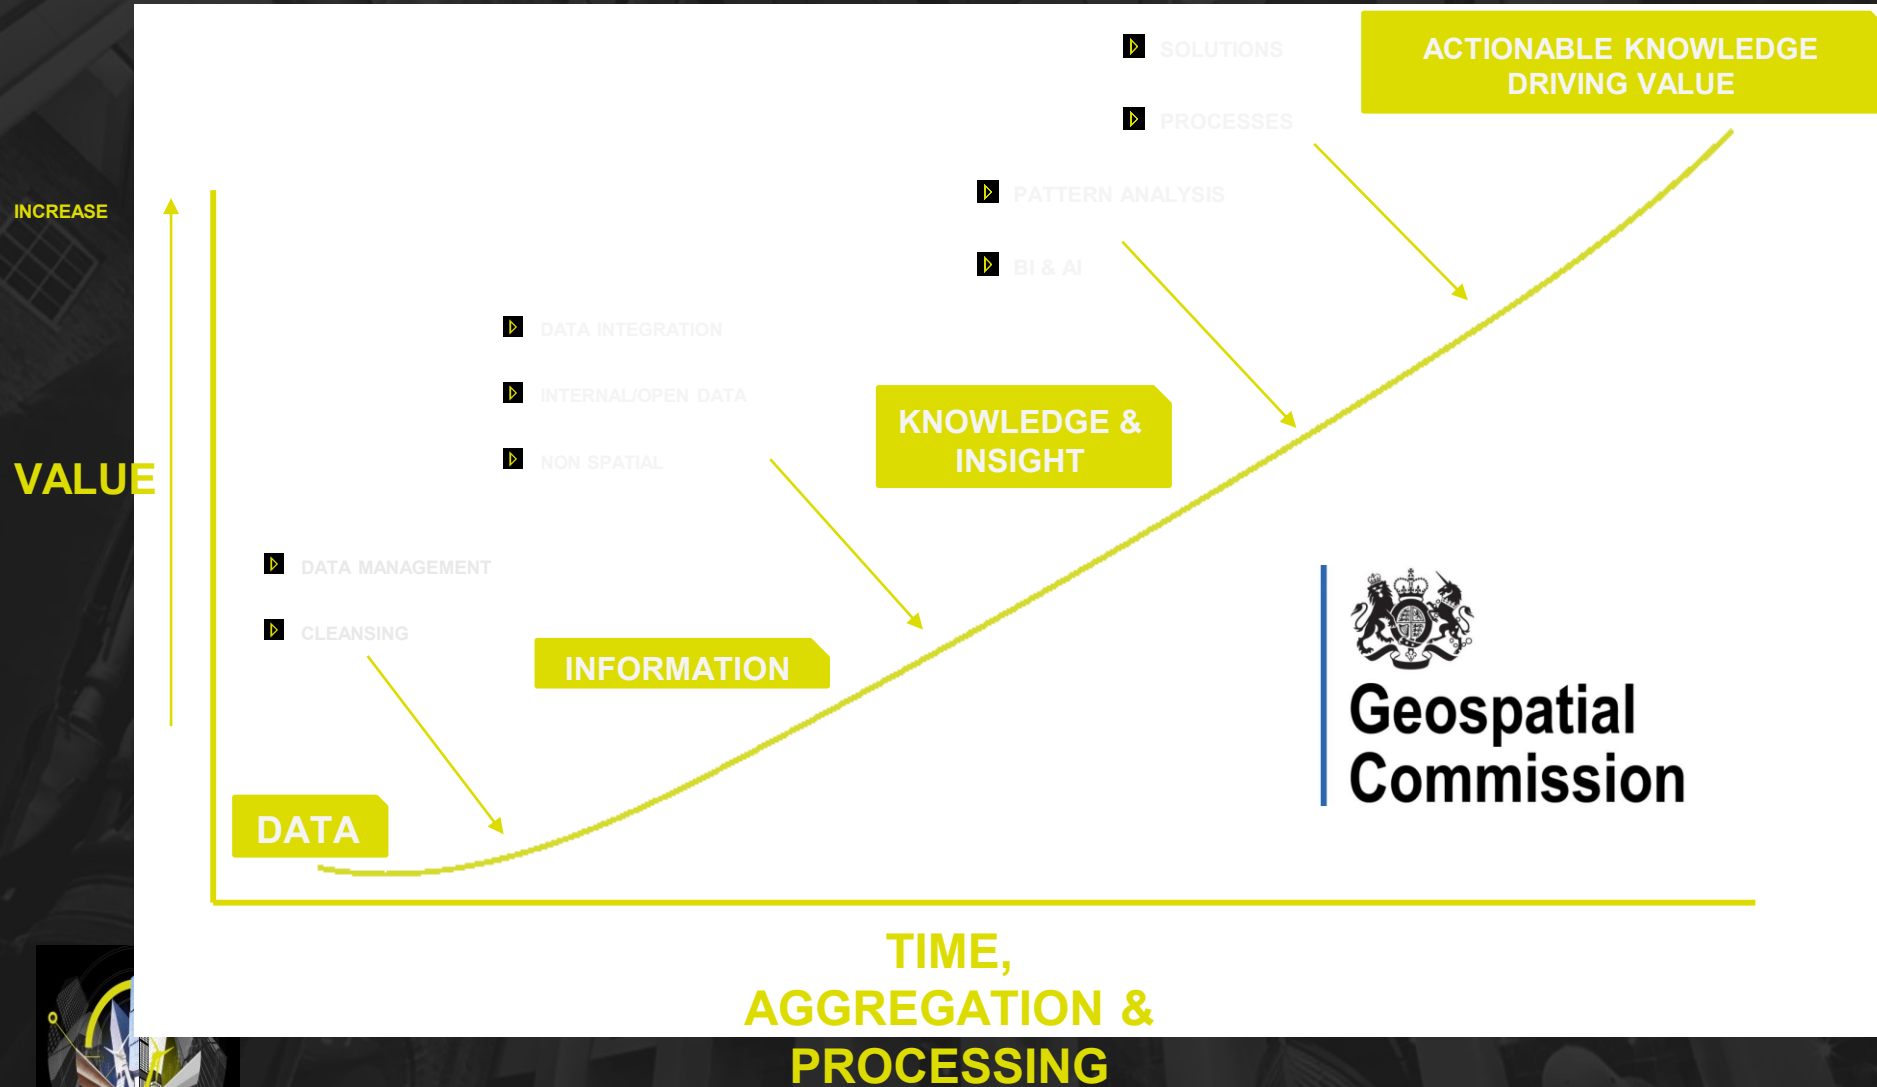 SOLUTIONS
ACTIONABLE KNOWLEDGE
DRIVING VALUE
PROCESSES
INCREASE
PATTERN ANALYSIS
BI & AI
DATA INTEGRATION
INTERNAL/OPEN DATA
NON SPATIAL
KNOWLEDGE &
INSIGHT
VALUE
DATA MANAGEMENT
CLEANSING
INFORMATION
Geospatial
Commission
DATA
TIME,
AGGREGATION &
PROCESSING